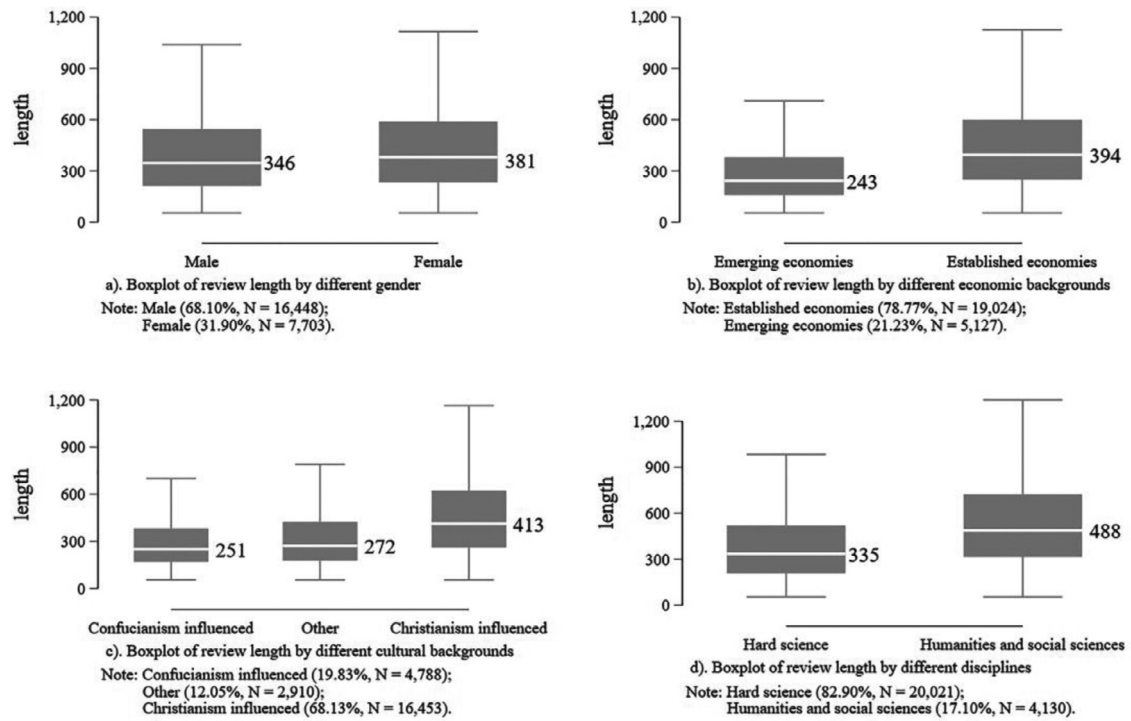 1,200
900
600
300
0
length
346
381
Male Female
a). Boxplot of review length by different gender
Note: Male (68.10%, N = 16,448);
Female (31.90%, N = 7,703).
1,200
900
600
300
0
length
243
394
Emerging economies Established economies
b). Boxplot of review length by different economic backgrounds
Note: Established economies (78.77%, N = 19,024);
Emerging economies (21.23%, N = 5,127).
1,200
900
600
300
0
length
251
272
413
Confucianism influenced Other Christianism influenced
c). Boxplot of review length by different cultural backgrounds
Note: Confucianism influenced (19.83%, N = 4,788);
Other (12.05%, N = 2,910);
Christianism influenced (68.13%, N = 16,453).
1,200
900
600
300
0
length
335
488
Hard science Humanities and social sciences
d). Boxplot of review length by different disciplines
Note: Hard science (82.90%, N = 20,021);
Humanities and social sciences (17.10%, N = 4,130).